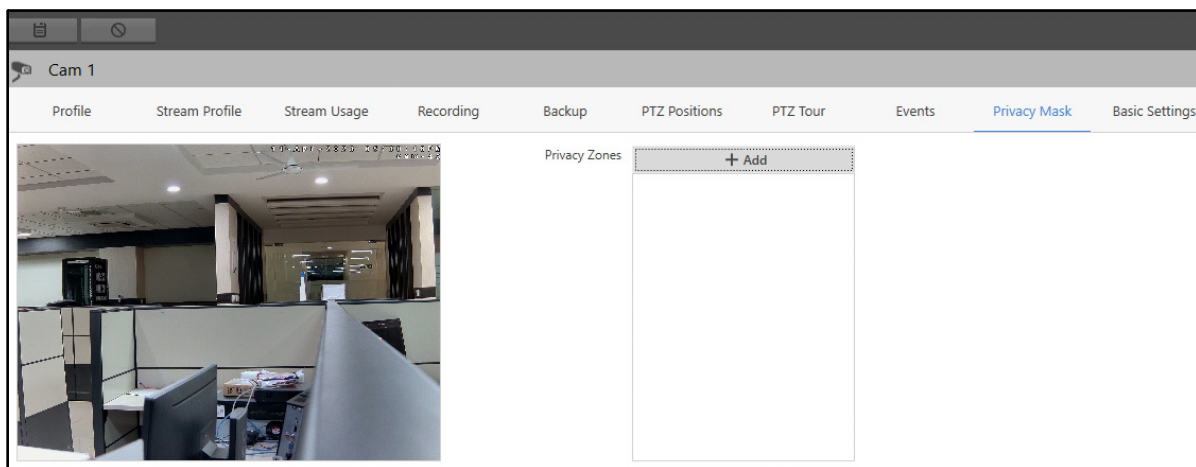 Cam 1
Profile Stream Profile Stream Usage Recording Backup PTZ Positions PTZ Tour Events Privacy Mask Basic Settings
Privacy Zones
+ Add